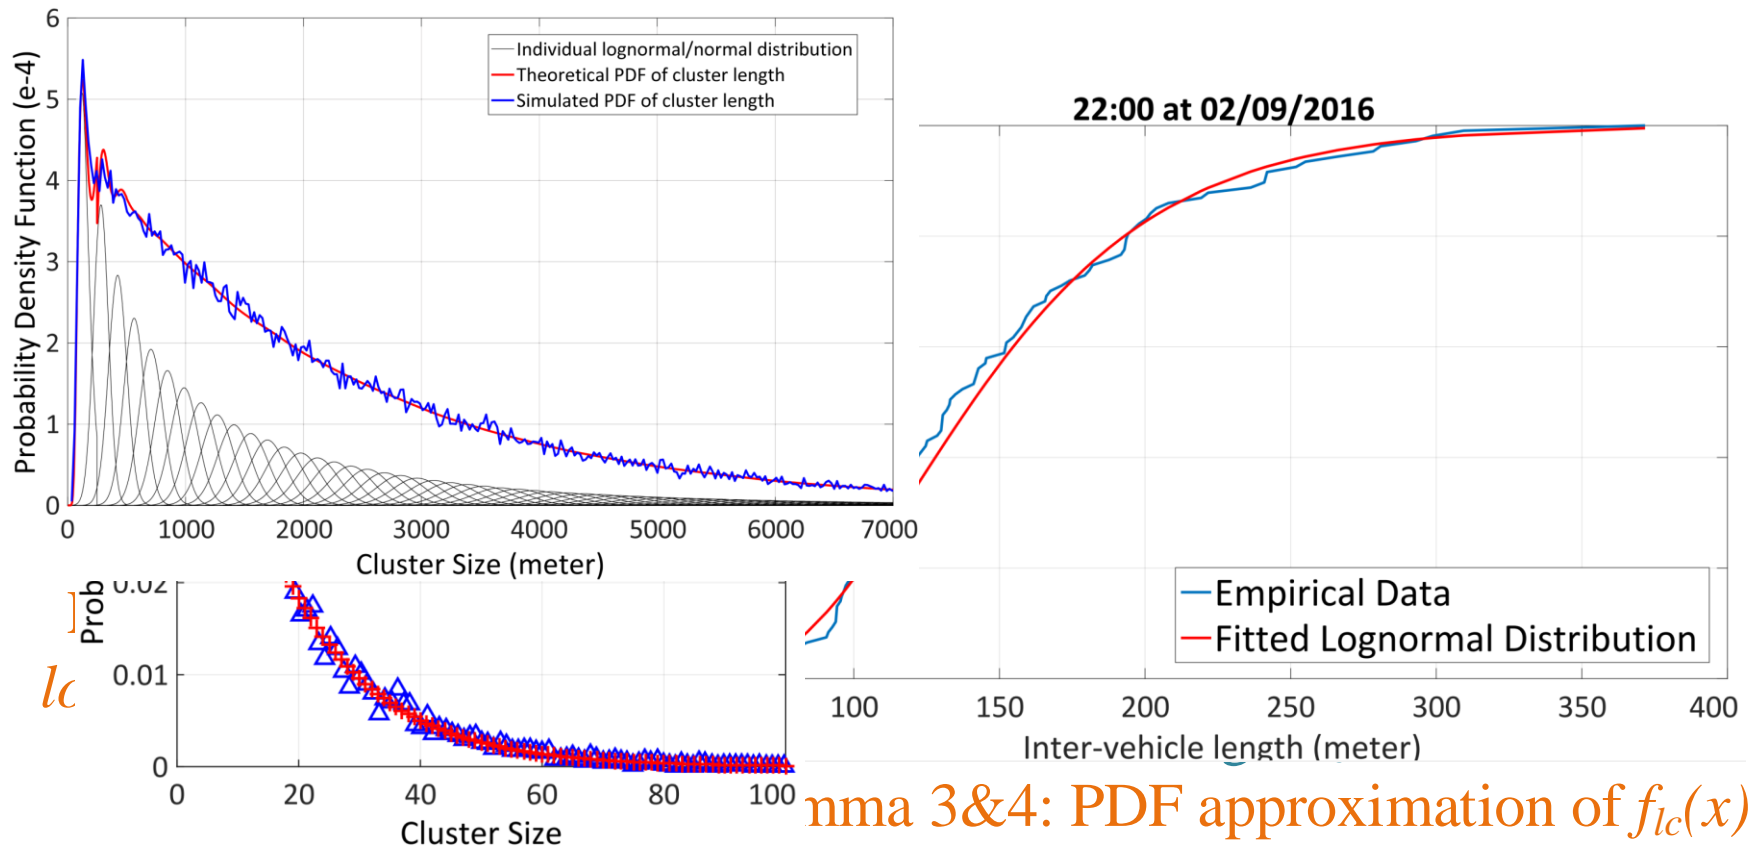 6
5
4
3
2
1
0
Probability Density Function (e-4)
Individual lognormal/normal distribution
Theoretical PDF of cluster length
Simulated PDF of cluster length
0 1000 2000 3000 4000 5000 6000 7000
Cluster Size (meter)
22:00 at 02/09/2016
Empirical Data
Fitted Lognormal Distribution
100 150 200 250 300 350 400
Inter-vehicle length (meter)
Prob
0.02
0.01
0
0 20 40 60 80 100
Cluster Size
lc
mma 3&4: PDF approximation of flc(x)